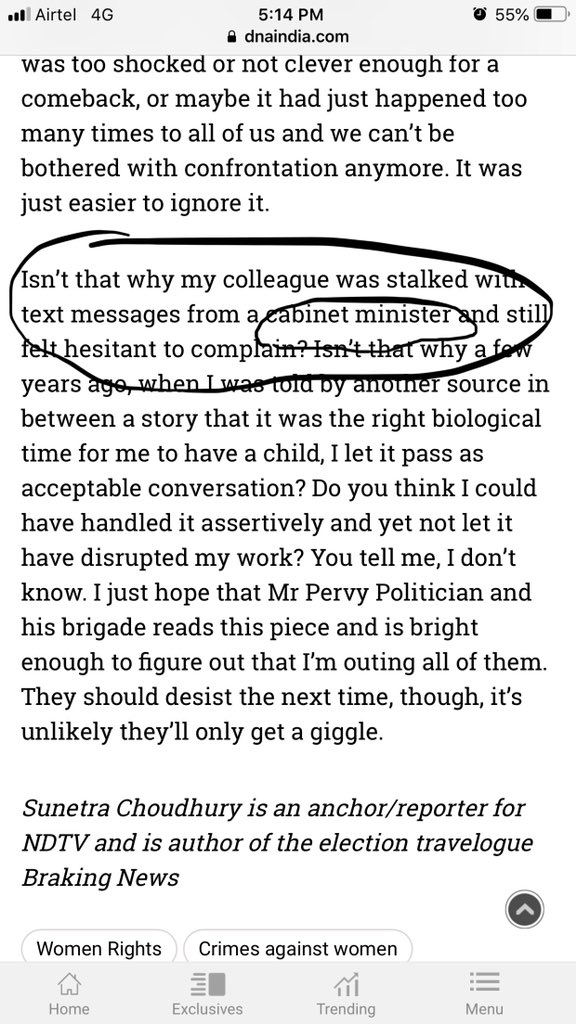 Airtel 4G 5:14 PM 55%
dnaindia.com
was too shocked or not clever enough for a
comeback, or maybe it had just happened too
many times to all of us and we can’t be
bothered with confrontation anymore. It was
just easier to ignore it.
Isn’t that why my colleague was stalked with
text messages from a cabinet minister and still
felt hesitant to complain? Isn’t that why a few
years ago, when I was told by another source in
between a story that it was the right biological
time for me to have a child, I let it pass as
acceptable conversation? Do you think I could
have handled it assertively and yet not let it
have disrupted my work? You tell me, I don’t
know. I just hope that Mr Pervy Politician and
his brigade reads this piece and is bright
enough to figure out that I’m outing all of them.
They should desist the next time, though, it’s
unlikely they’ll only get a giggle.
Sunetra Choudhury is an anchor/reporter for
NDTV and is author of the election travelogue
Braking News
Women Rights Crimes against women
Home Exclusives Trending Menu